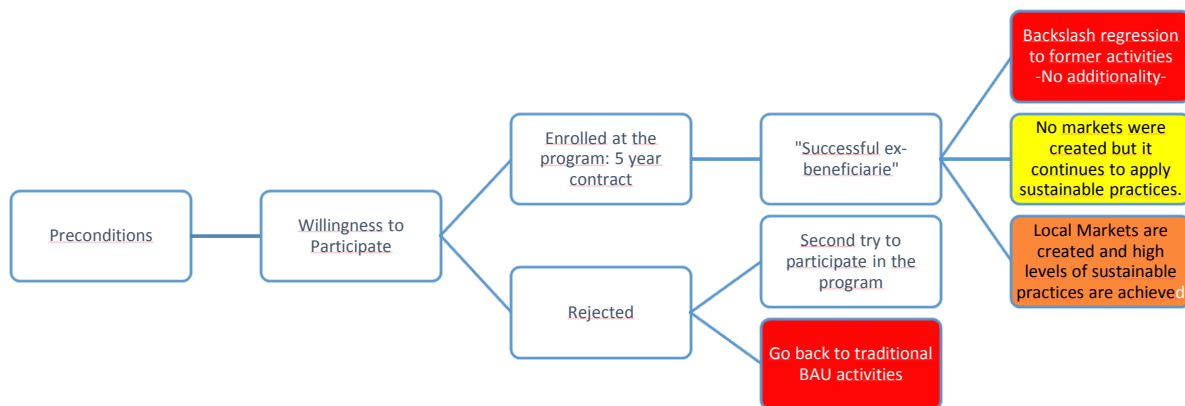 Preconditions
Willingness to
Participate
Enrolled at the
program: 5 year
contract
Rejected
"Successful ex-
beneficiarie"
Second try to
participate in the
program
Go back to traditional
BAU activities
Backslash regression
to former activities
-No additionality-
No markets were
created but it
continues to apply
sustainable practices.
Local Markets are
created and high
levels of sustainable
practices are achieved